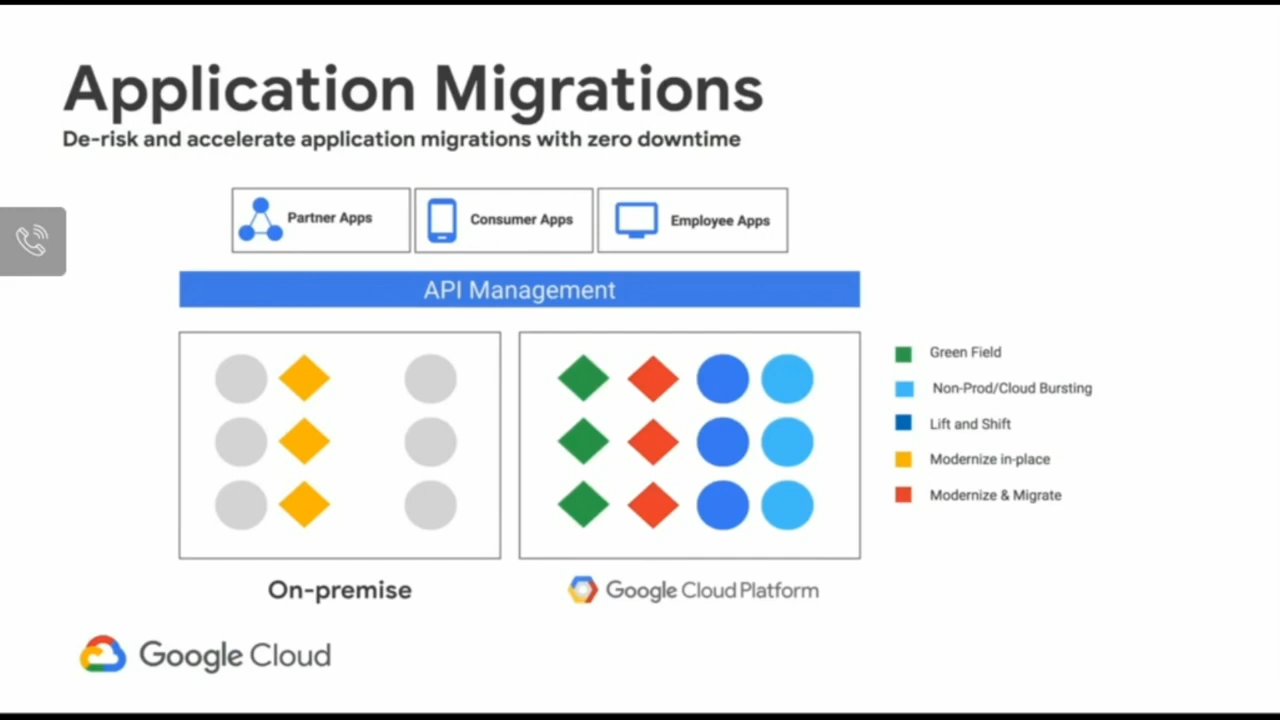 Application Migrations
De-risk and accelerate application migrations with zero downtime
Partner Apps
Consumer Apps
Employee Apps
API Management
Green Field
Non-Prod/Cloud Bursting
Lift and Shift
Modernize in-place
Modernize & Migrate
On-premise
Google Cloud Platform
Google Cloud